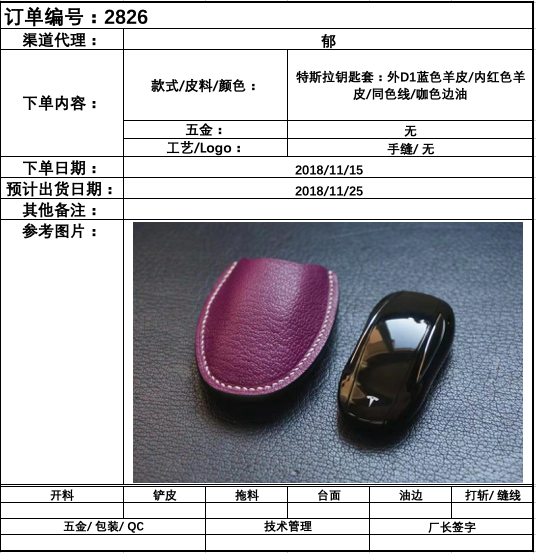 订单编号：2826
渠道代理：
郁
下单内容：
款式/皮料/颜色：
特斯拉钥匙套：外D1蓝色羊皮/内红色羊
皮/同色线/咖色边油
五金：
无
工艺/Logo：
手缝/ 无
下单日期：
2018/11/15
预计出货日期：
2018/11/25
其他备注：
参考图片：
开料 铲皮 拖料 台面 油边 打斩/ 缝线
五金/ 包装/ QC 技术管理 厂长签字